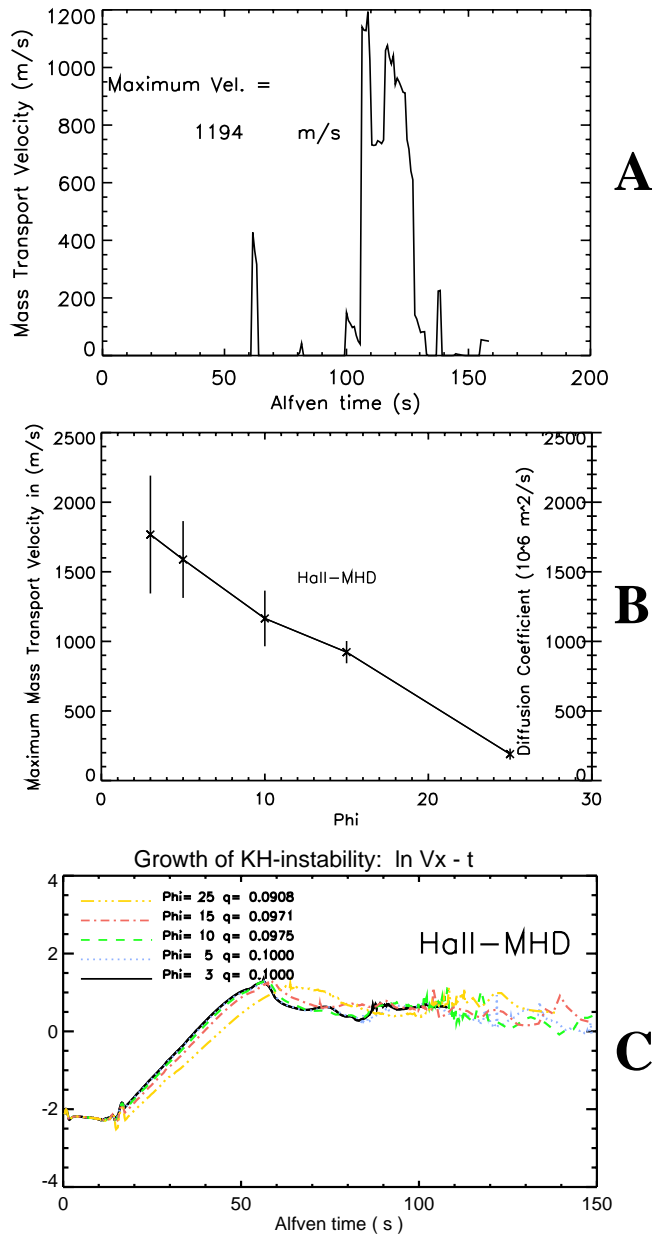 1200
1000
800
600
400
200
0
Mass Transport Velocity (m/s)
Maximum Vel. =
1194 m/s
0 50 100 150 200
Alfven time (s)
A
2500
2000
1500
1000
500
0
Maximum Mass Transport Velocity in (m/s)
Hall-MHD
Diffusion Coefficient (10^6 m^2/s)
2500
2000
1500
1000
500
0
0 10 20 30
Phi
B
Growth of KH-instability: ln Vx - t
4
2
0
-2
-4
Phi= 25 q= 0.0908
Phi= 15 q= 0.0971
Phi= 10 q= 0.0975
Phi= 5 q= 0.1000
Phi= 3 q= 0.1000
Hall-MHD
0 50 100 150
Alfven time ( s )
C